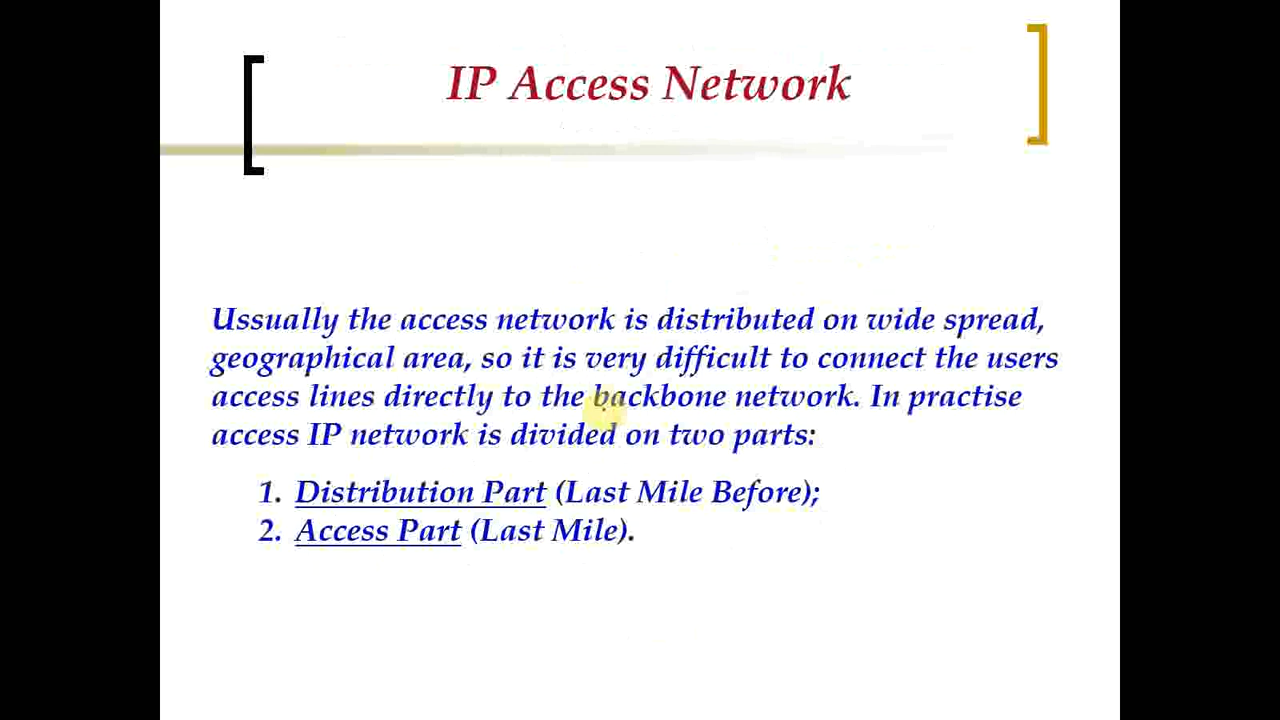 IP Access Network
Ussually the access network is distributed on wide spread,
geographical area, so it is very difficult to connect the users
access lines directly to the backbone network. In practise
access IP network is divided on two parts:
1. Distribution Part (Last Mile Before);
2. Access Part (Last Mile).